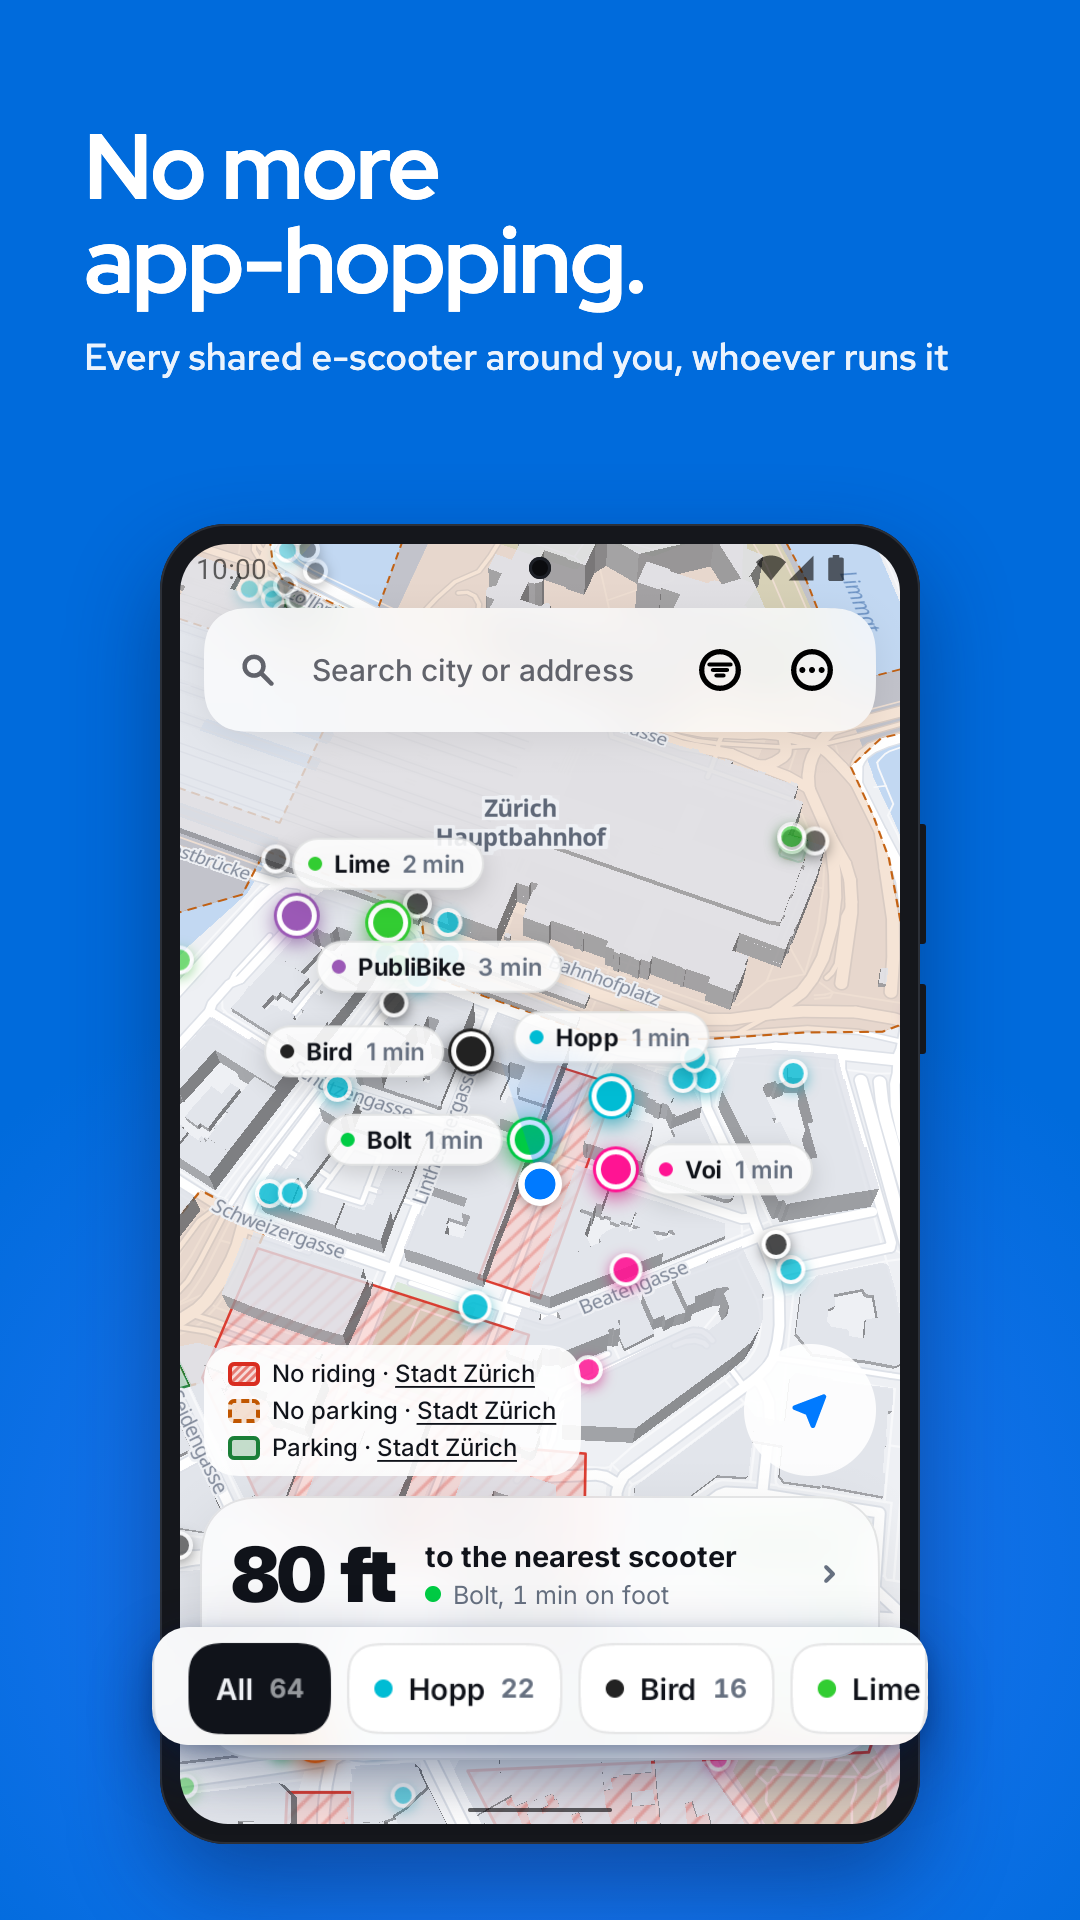 No more
app-hopping.
Every shared e-scooter around you, whoever runs it
10:00
Limmat
Search city or address
Zürich
Hauptbahnhof
Lime 2 min
PubliBike 3 min
Bahnhofplatz
Hopp 1 min
Bird 1 min
Schützengasse
Bolt 1 min
Voi 1 min
Schweizergasse
Beatengasse
No riding · Stadt Zürich
No parking · Stadt Zürich
Parking · Stadt Zürich
Seidengasse
80 ft
to the nearest scooter
Bolt, 1 min on foot
All 64
Hopp 22
Bird 16
Lime